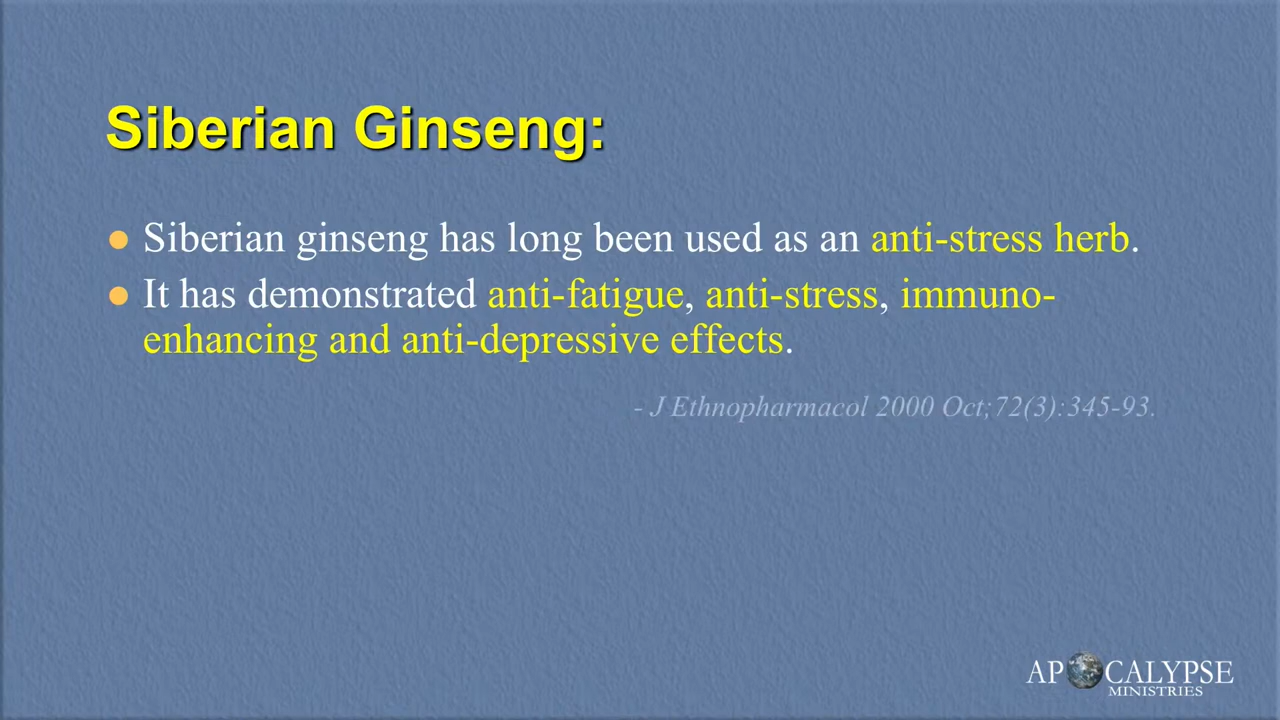 Siberian Ginseng:
Siberian ginseng has long been used as an anti-stress herb.
It has demonstrated anti-fatigue, anti-stress, immuno-
enhancing and anti-depressive effects.
- J Ethnopharmacol 2000 Oct;72(3):345-93.
APOCALYPSE
MINISTRIES